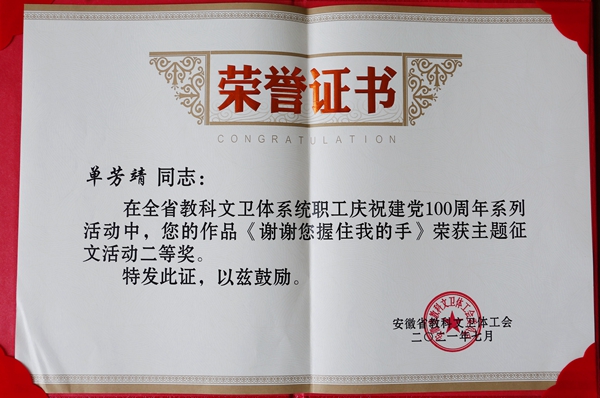 荣誉证书
CONGRATULATION
单芳靖 同志：
在全省教科文卫体系统职工庆祝建党100周年系列
活动中，您的作品《谢谢您握住我的手》荣获主题征
文活动二等奖。
特发此证，以兹鼓励。
安徽省教科文卫体工会
二〇二一年七月